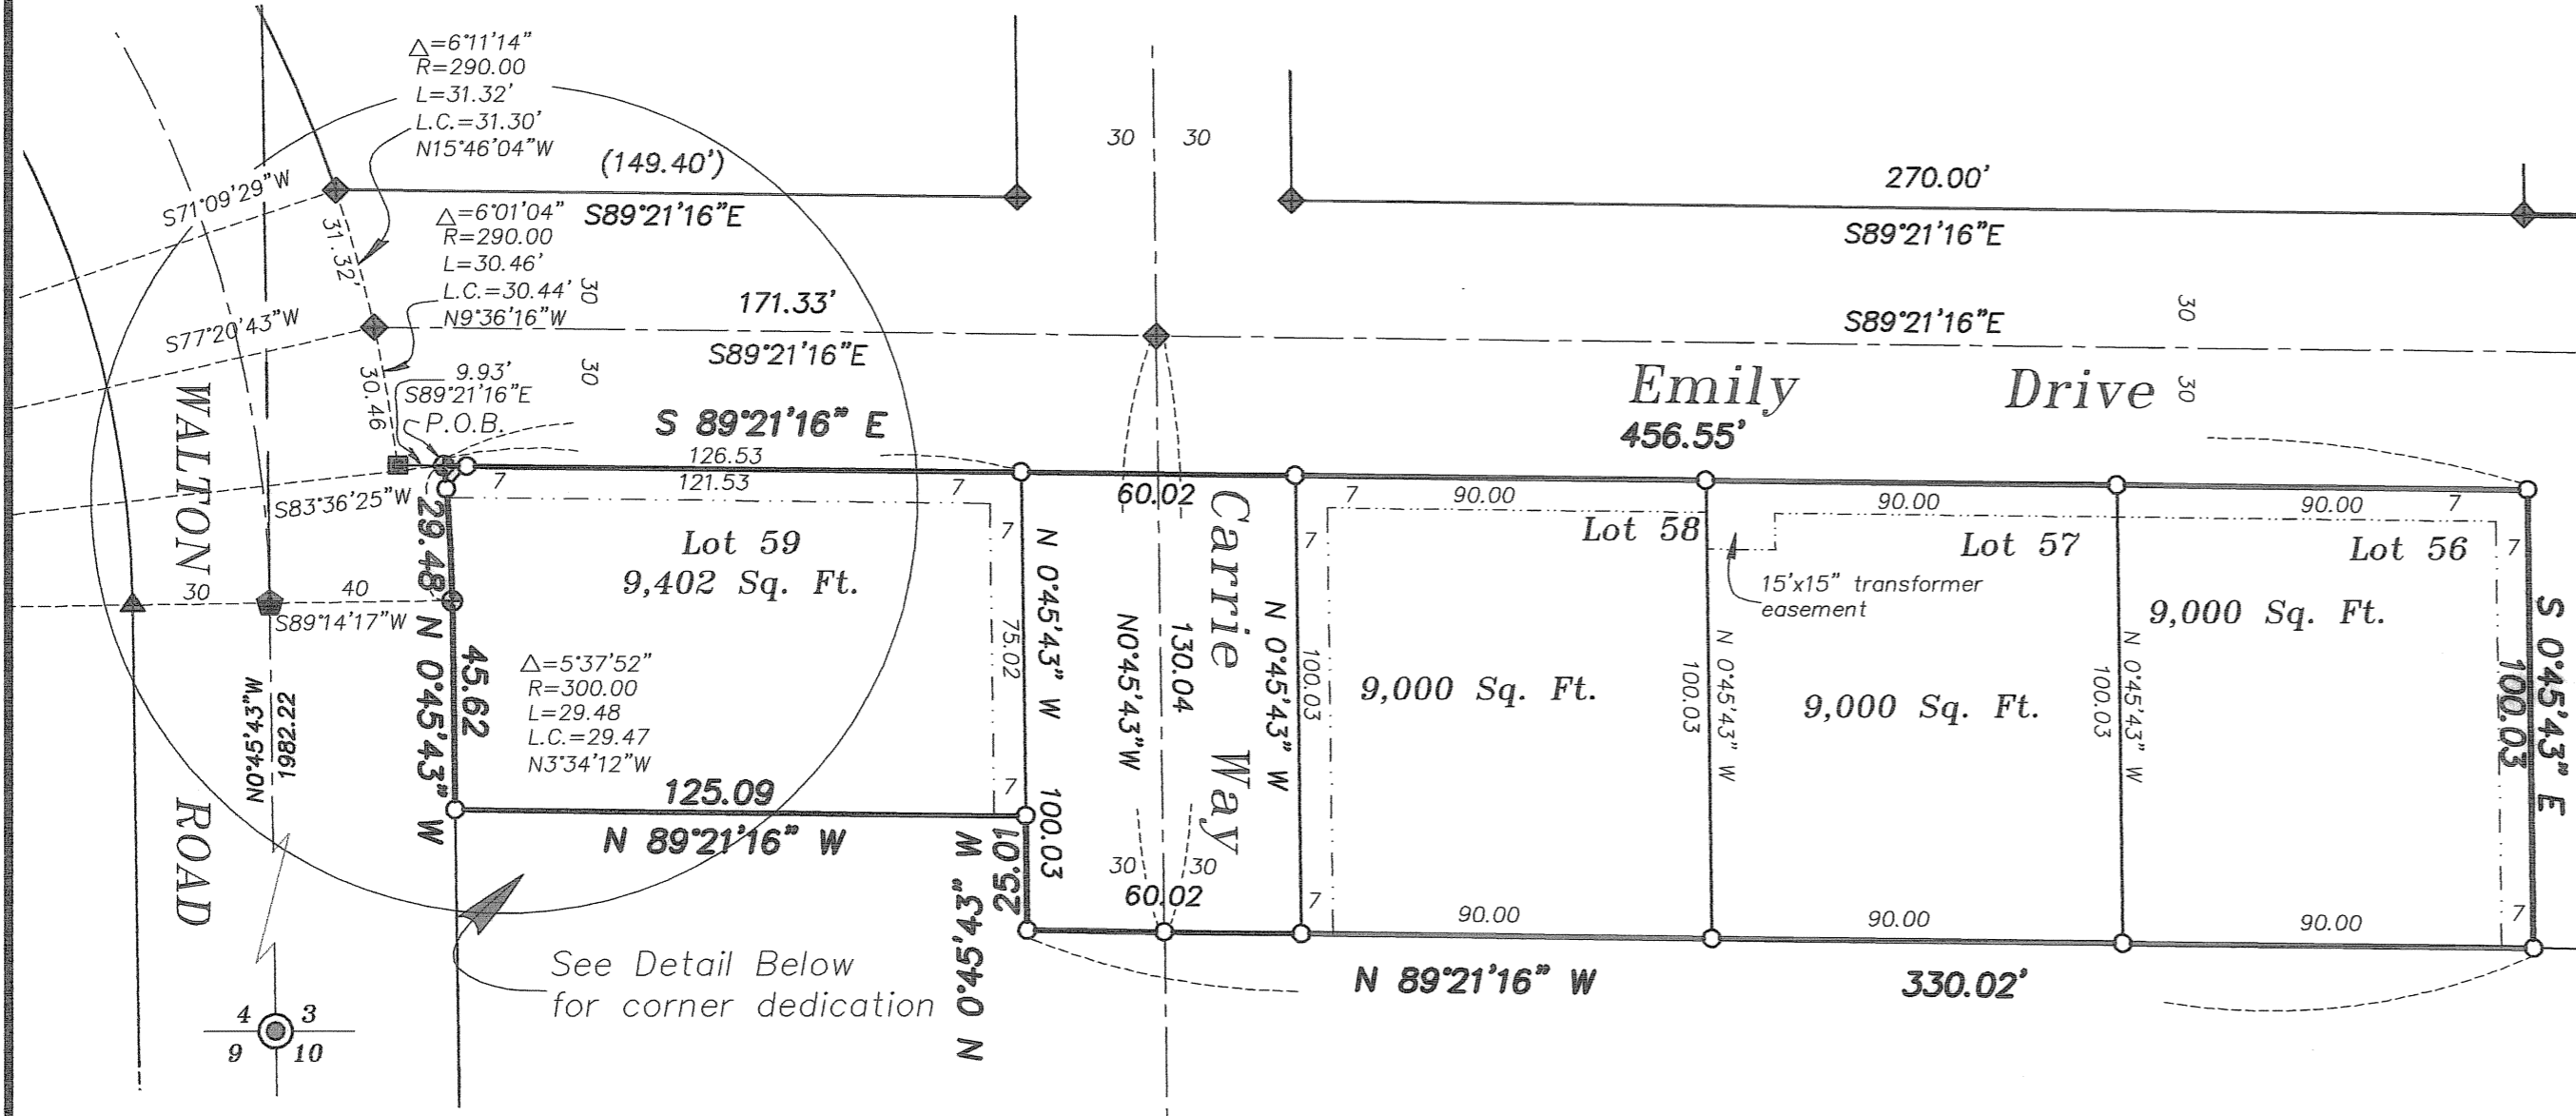 △=6°11'14"
R=290.00
L=31.32'
L.C.=31.30'
N15°46'04"W
(149.40')
S89°21'16"E
30
30
270.00'
S89°21'16"E
S71°09'29"W
31.32'
△=6°01'04"
R=290.00
L=30.46'
L.C.=30.44'
N9°36'16"W
30
171.33'
S89°21'16"E
30
S89°21'16"E
30
S77°20'43"W
30.46
9.93'
S89°21'16"E
P.O.B.
S 89°21'16" E
Emily Drive
30
456.55'
126.53
7
121.53
7
60.02
7
90.00
90.00
90.00
7
S83°36'25"W
29.48
WALTON
ROAD
Lot 59
9,402 Sq. Ft.
7
75.02
7
N 0°45'43" W
100.03
N0°45'43"W
130.04
Carrie Way
N 0°45'43" W
7
100.03
7
Lot 58
9,000 Sq. Ft.
N 0°45'43" W
100.03
15'x15" transformer
easement
Lot 57
9,000 Sq. Ft.
N 0°45'43" W
100.03
Lot 56
9,000 Sq. Ft.
7
100.03
S 0°45'43" E
7
30
40
S89°14'17"W
N 0°45'43" W
45.62
N0°45'43"W
1982.22
△=5°37'52"
R=300.00
L=29.48
L.C.=29.47
N3°34'12"W
125.09
N 89°21'16" W
N 0°45'43" W
25.01
30
30
60.02
90.00
90.00
90.00
N 89°21'16" W
330.02'
See Detail Below
for corner dedication
4
3
9
10